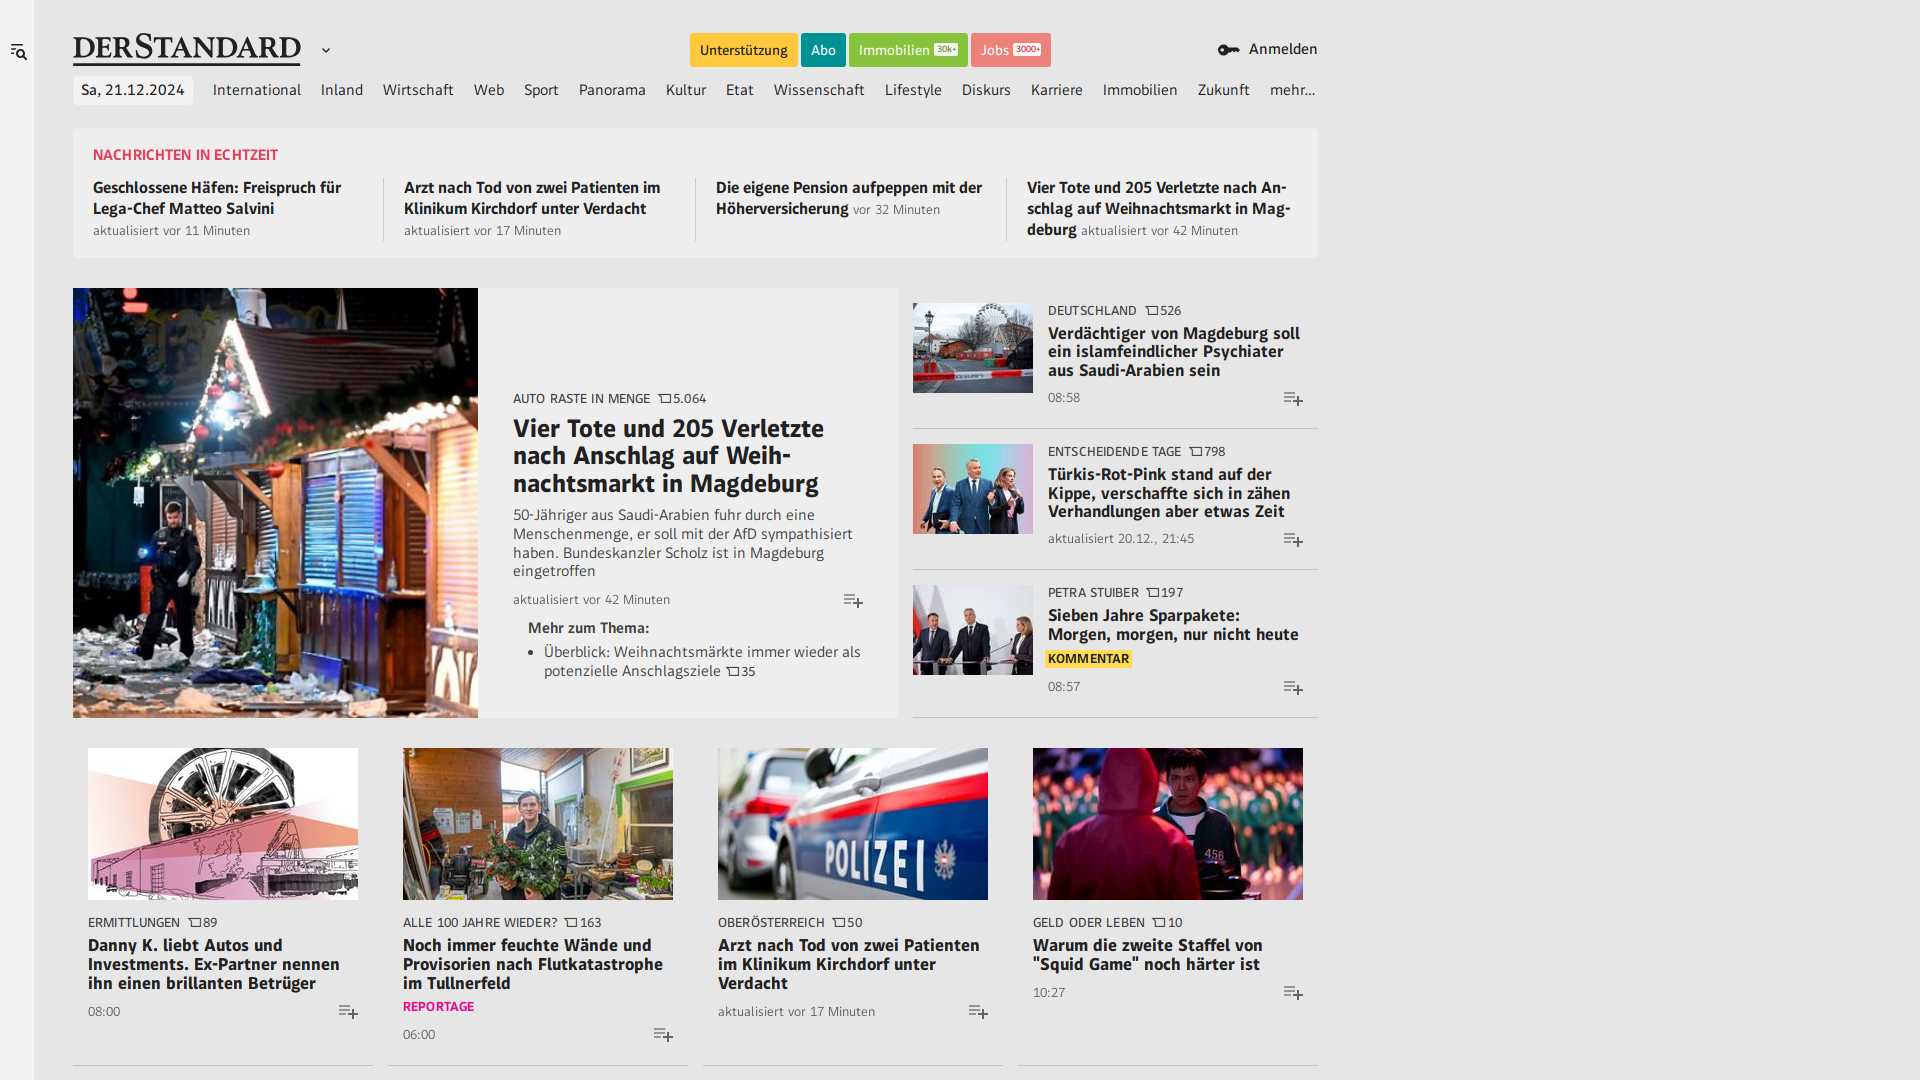 DERSTANDARD
Unterstützung
Abo
Immobilien 30k+
Jobs 3000+
Anmelden
Sa, 21.12.2024
International
Inland
Wirtschaft
Web
Sport
Panorama
Kultur
Etat
Wissenschaft
Lifestyle
Diskurs
Karriere
Immobilien
Zukunft
mehr...
NACHRICHTEN IN ECHTZEIT
Geschlossene Häfen: Freispruch für
Lega-Chef Matteo Salvini
aktualisiert vor 11 Minuten
Arzt nach Tod von zwei Patienten im
Klinikum Kirchdorf unter Verdacht
aktualisiert vor 17 Minuten
Die eigene Pension aufpeppen mit der
Höherversicherung vor 32 Minuten
Vier Tote und 205 Verletzte nach An-
schlag auf Weihnachtsmarkt in Mag-
deburg aktualisiert vor 42 Minuten
AUTO RASTE IN MENGE 5.064
Vier Tote und 205 Verletzte
nach Anschlag auf Weih-
nachtsmarkt in Magdeburg
50-Jähriger aus Saudi-Arabien fuhr durch eine
Menschenmenge, er soll mit der AfD sympathisiert
haben. Bundeskanzler Scholz ist in Magdeburg
eingetroffen
aktualisiert vor 42 Minuten
Mehr zum Thema:
• Überblick: Weihnachtsmärkte immer wieder als
potenzielle Anschlagsziele 35
DEUTSCHLAND 526
Verdächtiger von Magdeburg soll
ein islamfeindlicher Psychiater
aus Saudi-Arabien sein
08:58
ENTSCHEIDENDE TAGE 798
Türkis-Rot-Pink stand auf der
Kippe, verschaffte sich in zähen
Verhandlungen aber etwas Zeit
aktualisiert 20.12., 21:45
PETRA STUIBER 197
Sieben Jahre Sparpakete:
Morgen, morgen, nur nicht heute
KOMMENTAR
08:57
ERMITTLUNGEN 89
Danny K. liebt Autos und
Investments. Ex-Partner nennen
ihn einen brillanten Betrüger
08:00
ALLE 100 JAHRE WIEDER? 163
Noch immer feuchte Wände und
Provisorien nach Flutkatastrophe
im Tullnerfeld
REPORTAGE
06:00
POLIZEI
OBERÖSTERREICH 50
Arzt nach Tod von zwei Patienten
im Klinikum Kirchdorf unter
Verdacht
aktualisiert vor 17 Minuten
456
GELD ODER LEBEN 10
Warum die zweite Staffel von
"Squid Game" noch härter ist
10:27